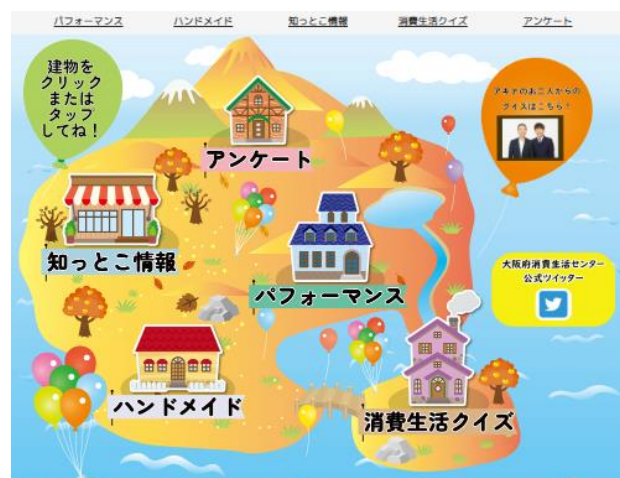 パフォーマンス
ハンドメイド
知っとこ情報
消費生活クイズ
アンケート
建物を
クリック
または
タップ
してね！
アキナのお二人からの
クイズはこちら！
アンケート
知っとこ情報
パフォーマンス
大阪府消費生活センター
公式ツイッター
ハンドメイド
消費生活クイズ